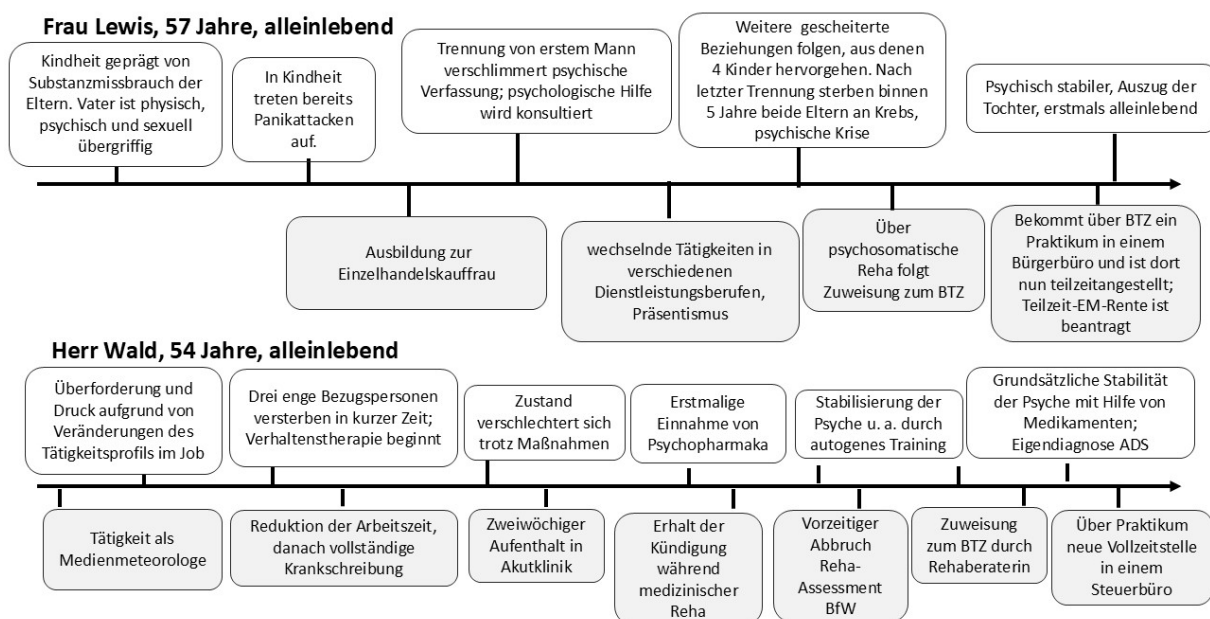 Frau Lewis, 57 Jahre, alleinlebend
Kindheit geprägt von
Substanzmissbrauch der
Eltern. Vater ist physisch,
psychisch und sexuell
übergriffig
In Kindheit
treten bereits
Panikattacken
auf.
Trennung von erstem Mann
verschlimmert psychische
Verfassung; psychologische Hilfe
wird konsultiert
Weitere gescheiterte
Beziehungen folgen, aus denen
4 Kinder hervorgehen. Nach
letzter Trennung sterben binnen
5 Jahre beide Eltern an Krebs,
psychische Krise
Psychisch stabiler, Auszug der
Tochter, erstmals alleinlebend
Ausbildung zur
Einzelhandelskauffrau
wechselnde Tätigkeiten in
verschiedenen
Dienstleistungsberufen,
Präsentismus
Über
psychosomatische
Reha folgt
Zuweisung zum BTZ
Bekommt über BTZ ein
Praktikum in einem
Bürgerbüro und ist dort
nun teilzeitangestellt;
Teilzeit-EM-Rente ist
beantragt
Herr Wald, 54 Jahre, alleinlebend
Überforderung und
Druck aufgrund von
Veränderungen des
Tätigkeitsprofils im Job
Drei enge Bezugspersonen
versterben in kurzer Zeit;
Verhaltenstherapie beginnt
Zustand
verschlechtert sich
trotz Maßnahmen
Erstmalige
Einnahme von
Psychopharmaka
Stabilisierung der
Psyche u. a. durch
autogenes Training
Grundsätzliche Stabilität
der Psyche mit Hilfe von
Medikamenten;
Eigendiagnose ADS
Tätigkeit als
Medienmeteorologe
Reduktion der Arbeitszeit,
danach vollständige
Krankschreibung
Zweiwöchiger
Aufenthalt in
Akutklinik
Erhalt der
Kündigung
während
medizinischer
Reha
Vorzeitiger
Abbruch
Reha-
Assessment
BfW
Zuweisung
zum BTZ durch
Rehaberaterin
Über Praktikum
neue Vollzeitstelle
in einem
Steuerbüro